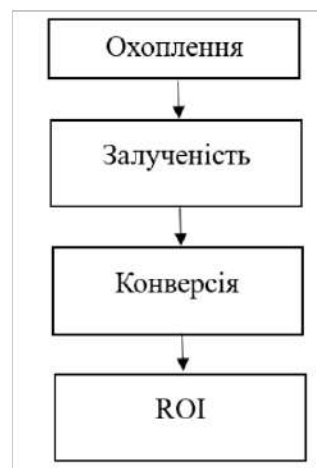 Охоплення
Залученість
Конверсія
ROI